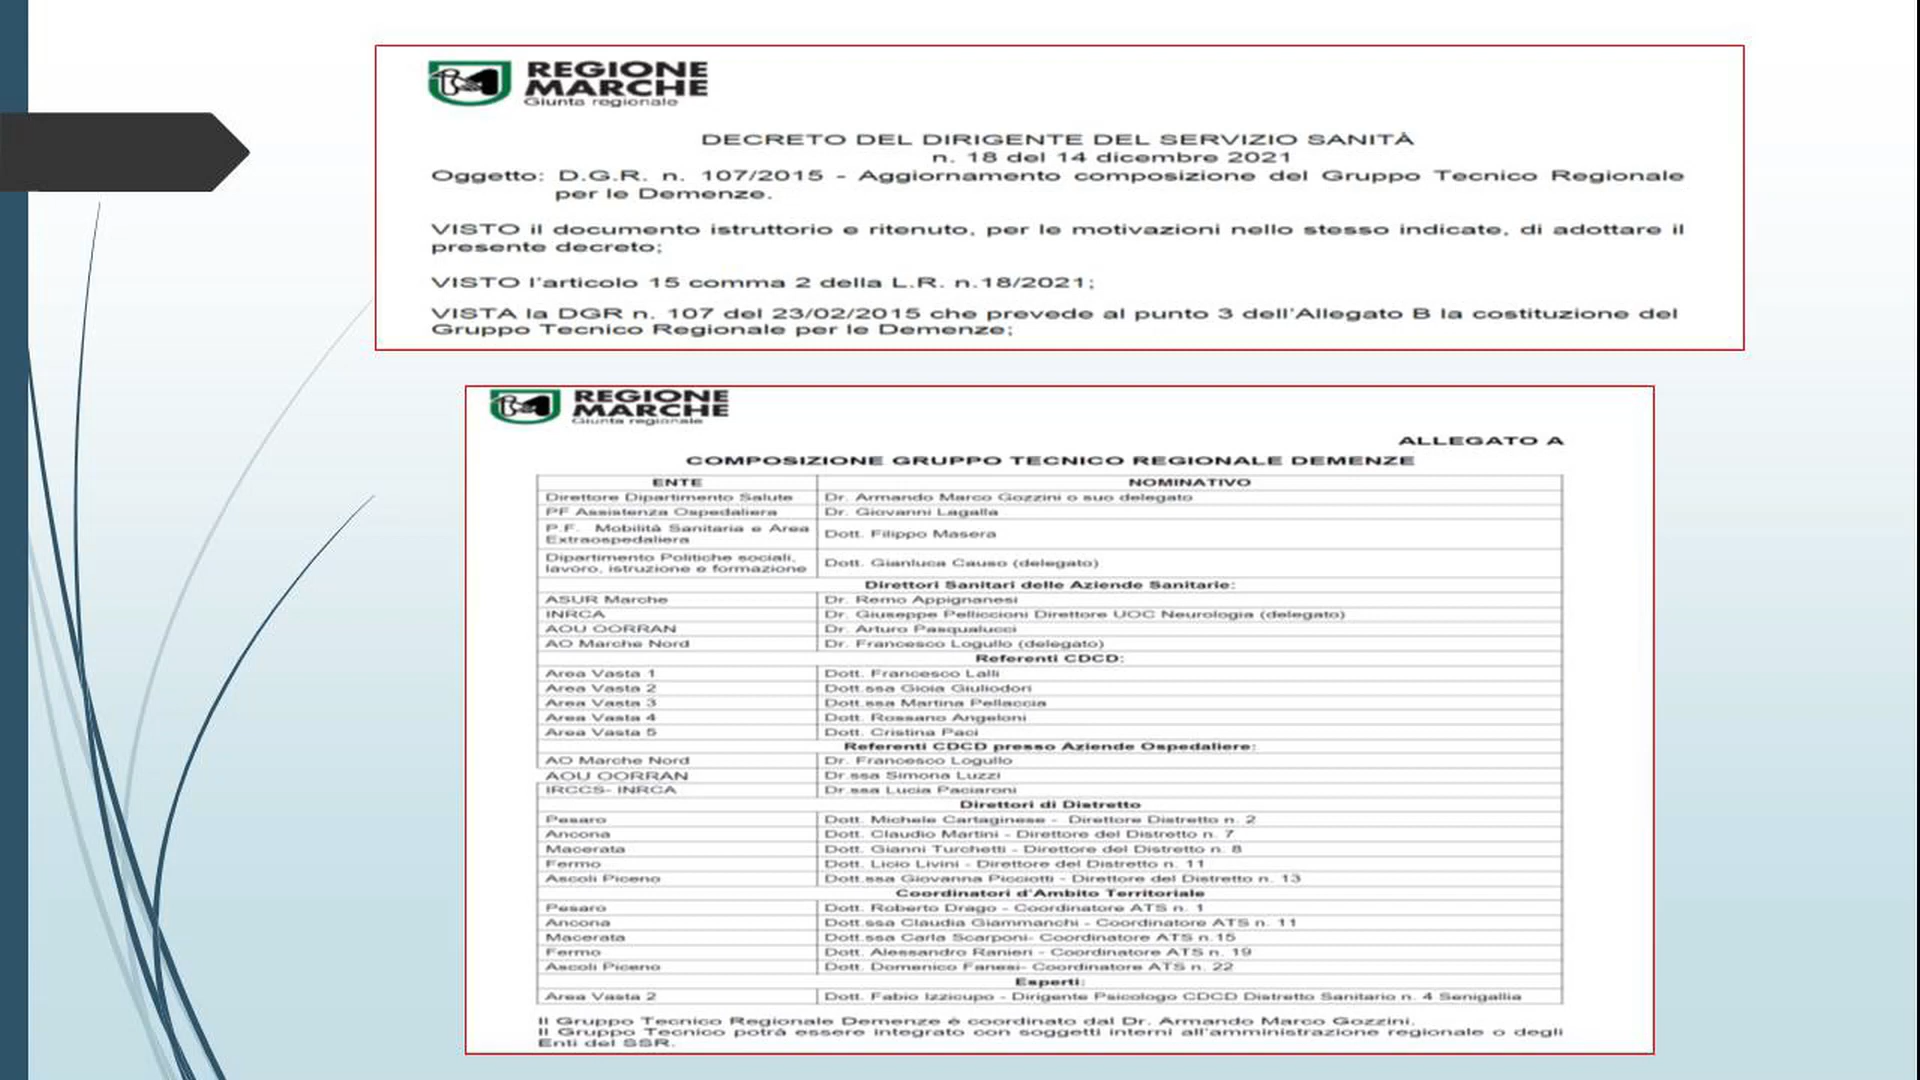 REGIONE
MARCHE
Giunta regionale
DECRETO DEL DIRIGENTE DEL SERVIZIO SANITÀ
n. 18 del 14 dicembre 2021
Oggetto: D.G.R. n. 107/2015 - Aggiornamento composizione del Gruppo Tecnico Regionale
per le Demenze.
VISTO il documento istruttorio e ritenuto, per le motivazioni nello stesso indicate, di adottare il
presente decreto;
VISTO l'articolo 15 comma 2 della L.R. n.18/2021;
VISTA la DGR n. 107 del 23/02/2015 che prevede al punto 3 dell'Allegato B la costituzione del
Gruppo Tecnico Regionale per le Demenze;
REGIONE
MARCHE
Giunta regionale
ALLEGATO A
COMPOSIZIONE GRUPPO TECNICO REGIONALE DEMENZE
ENTE NOMINATIVO
Direttore Dipartimento Salute Dr. Armando Marco Gozzini o suo delegato
PF Assistenza Ospedaliera Dr. Giovanni Lagalla
P.F. Mobilità Sanitaria e Area
Extraospedaliera Dott. Filippo Masera
Dipartimento Politiche sociali,
lavoro, istruzione e formazione Dott. Gianluca Causo (delegato)
Direttori Sanitari delle Aziende Sanitarie:
ASUR Marche Dr. Remo Appignanesi
INRCA Dr. Giuseppe Pelliccioni Direttore UOC Neurologia (delegato)
AOU OORRAN Dr. Arturo Pasqualucci
AO Marche Nord Dr. Francesco Logullo (delegato)
Referenti CDCD:
Area Vasta 1 Dott. Francesco Lalli
Area Vasta 2 Dott.ssa Gioia Giuliodori
Area Vasta 3 Dott.ssa Martina Pellaccia
Area Vasta 4 Dott. Rossano Angeloni
Area Vasta 5 Dott. Cristina Paci
Referenti CDCD presso Aziende Ospedaliere:
AO Marche Nord Dr. Francesco Logullo
AOU OORRAN Dr.ssa Simona Luzzi
IRCCS- INRCA Dr.ssa Lucia Paciaroni
Direttori di Distretto
Pesaro Dott. Michele Cartaginese - Direttore Distretto n. 2
Ancona Dott. Claudio Martini - Direttore del Distretto n. 7
Macerata Dott. Gianni Turchetti - Direttore del Distretto n. 8
Fermo Dott. Licio Livini - Direttore del Distretto n. 11
Ascoli Piceno Dott.ssa Giovanna Picciotti - Direttore del Distretto n. 13
Coordinatori d'Ambito Territoriale
Pesaro Dott. Roberto Drago - Coordinatore ATS n. 1
Ancona Dott.ssa Claudia Giammanchi - Coordinatore ATS n. 11
Macerata Dott.ssa Carla Scarponi- Coordinatore ATS n.15
Fermo Dott. Alessandro Ranieri - Coordinatore ATS n. 19
Ascoli Piceno Dott. Domenico Fanesi- Coordinatore ATS n. 22
Esperti:
Area Vasta 2 Dott. Fabio Izzicupo - Dirigente Psicologo CDCD Distretto Sanitario n. 4 Senigallia
Il Gruppo Tecnico Regionale Demenze è coordinato dal Dr. Armando Marco Gozzini.
Il Gruppo Tecnico potrà essere integrato con soggetti interni all'amministrazione regionale o degli
Enti del SSR.